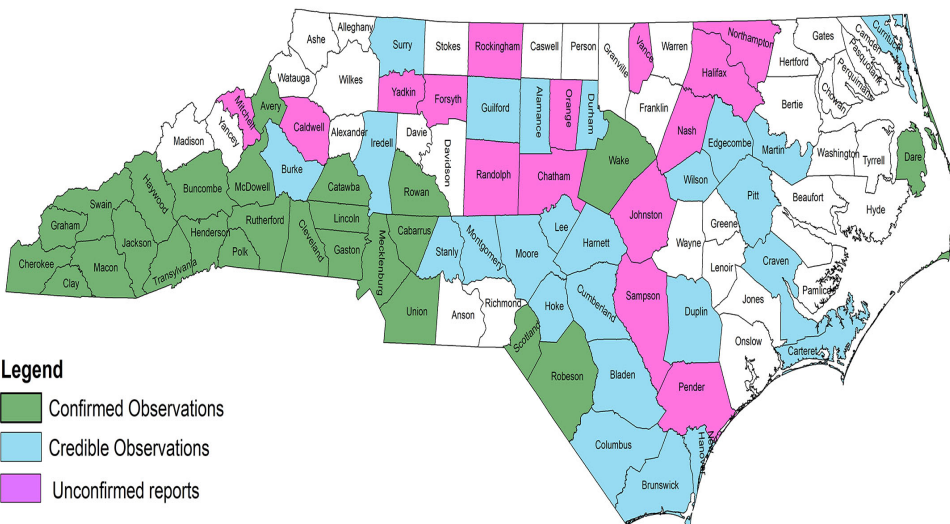 Ashe
Alleghany
Surry
Stokes
Rockingham
Caswell
Person
Granville
Vance
Warren
Northampton
Gates
Camden
Currituck
Pasquotank
Perquimans
Chowan
Hertford
Halifax
Watauga
Wilkes
Yadkin
Forsyth
Guilford
Alamance
Orange
Durham
Franklin
Nash
Bertie
Mitchell
Avery
Caldwell
Alexander
Iredell
Davie
Davidson
Madison
Yancey
Burke
Randolph
Chatham
Wake
Edgecombe
Martin
Washington
Tyrrell
Dare
Wilson
Pitt
Beaufort
Hyde
Haywood
Buncombe
McDowell
Catawba
Rowan
Johnston
Greene
Wayne
Swain
Graham
Jackson
Henderson
Rutherford
Polk
Cleveland
Lincoln
Gaston
Mecklenburg
Cabarrus
Stanly
Montgomery
Moore
Lee
Harnett
Lenoir
Craven
Pamlico
Cherokee
Macon
Clay
Transylvania
Union
Anson
Richmond
Scotland
Hoke
Cumberland
Sampson
Duplin
Jones
Onslow
Carteret
Robeson
Bladen
Pender
Columbus
New
Hanover
Brunswick
Legend
Confirmed Observations
Credible Observations
Unconfirmed reports